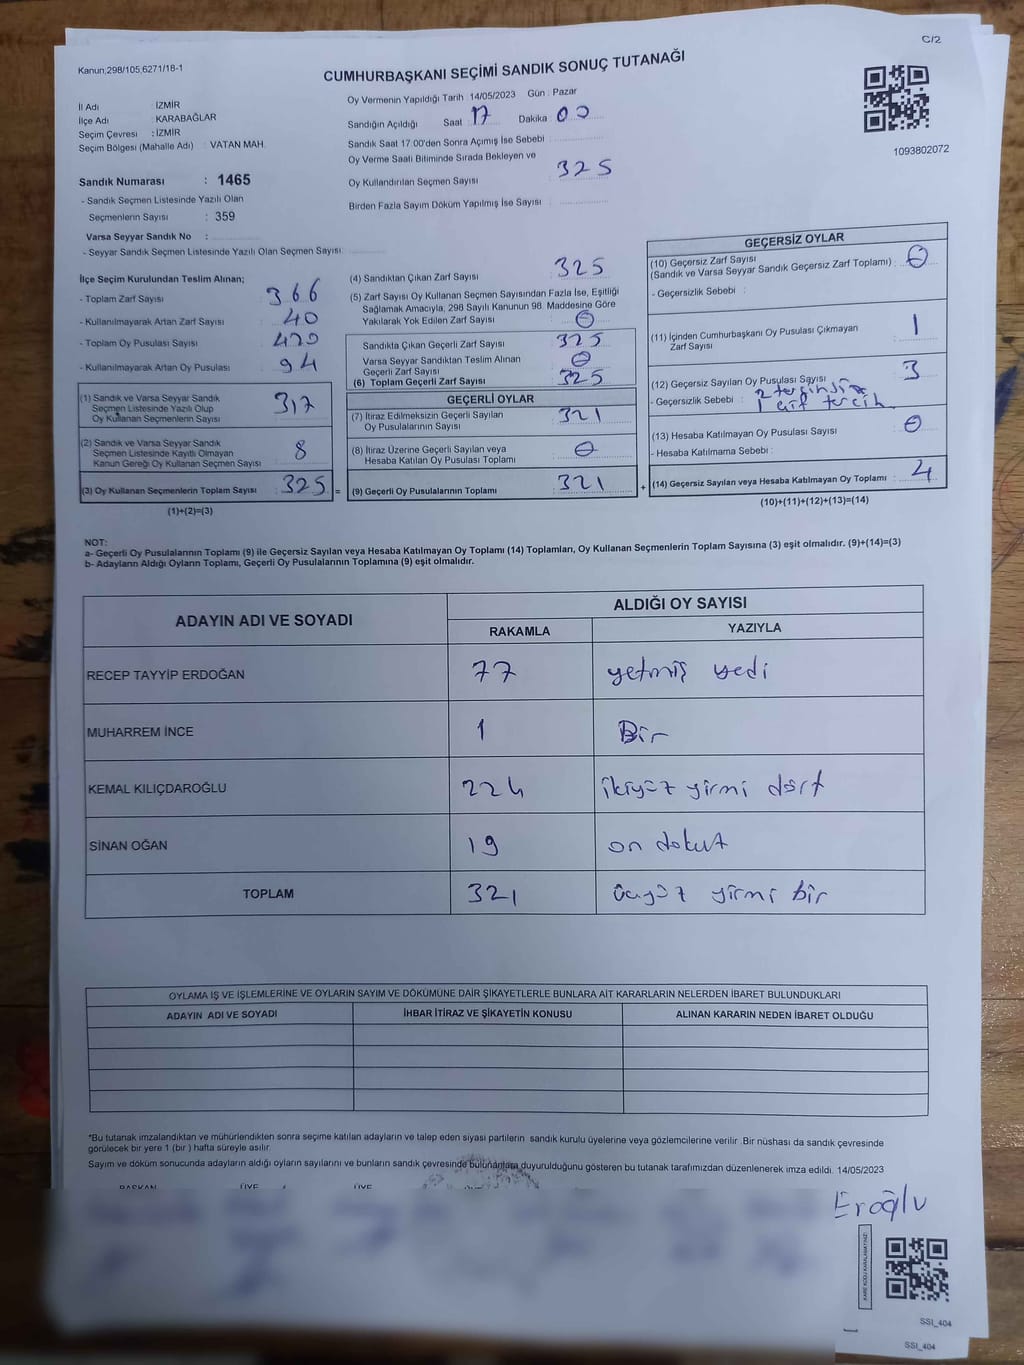 C/2
Kanun,298/105,6271/18-1
CUMHURBAŞKANI SEÇİMİ SANDIK SONUÇ TUTANAĞI
1093802072
İl Adı İZMİR
İlçe Adı KARABAĞLAR
Seçim Çevresi : İZMİR
Seçim Bölgesi (Mahalle Adı) : VATAN MAH.
Sandık Numarası : 1465
- Sandık Seçmen Listesinde Yazılı Olan
Seçmenlerin Sayısı : 359
Varsa Seyyar Sandık No :
- Seyyar Sandık Seçmen Listesinde Yazılı Olan Seçmen Sayısı:
Oy Vermenin Yapıldığı Tarih 14/05/2023 Gün : Pazar
Sandığın Açıldığı Saat : 17 Dakika : 00
Sandık Saat 17.00'den Sonra Açımış İse Sebebi :
Oy Verme Saati Bitiminde Sırada Bekleyen ve
Oy Kullandırılan Seçmen Sayısı : 325
Birden Fazla Sayım Döküm Yapılmış İse Sayısı :
İlçe Seçim Kurulundan Teslim Alınan;
- Toplam Zarf Sayısı : 366
- Kullanılmayarak Artan Zarf Sayısı : 40
- Toplam Oy Pusulası Sayısı : 420
- Kullanılmayarak Artan Oy Pusulası : 94
(1) Sandık ve Varsa Seyyar Sandık
Seçmen Listesinde Yazılı Olup
Oy Kullanan Seçmenlerin Sayısı : 317
(2) Sandık ve Varsa Seyyar Sandık
Seçmen Listesinde Kayıtlı Olmayan
Kanun Gereği Oy Kullanan Seçmen Sayısı : 8
(3) Oy Kullanan Seçmenlerin Toplam Sayısı : 325 =
(1)+(2)=(3)
(4) Sandıktan Çıkan Zarf Sayısı : 325
(5) Zarf Sayısı Oy Kullanan Seçmen Sayısından Fazla İse, Eşitliği
Sağlamak Amacıyla, 298 Sayılı Kanunun 98. Maddesine Göre
Yakılarak Yok Edilen Zarf Sayısı : 0
Sandıkta Çıkan Geçerli Zarf Sayısı : 325
Varsa Seyyar Sandıktan Teslim Alınan
Geçerli Zarf Sayısı : 0
(6) Toplam Geçerli Zarf Sayısı : 325
GEÇERLİ OYLAR
(7) İtiraz Edilmeksizin Geçerli Sayılan
Oy Pusulalarının Sayısı : 321
(8) İtiraz Üzerine Geçerli Sayılan veya
Hesaba Katılan Oy Pusulası Toplamı : 0
(9) Geçerli Oy Pusulalarının Toplamı : 321 +
GEÇERSİZ OYLAR
(10) Geçersiz Zarf Sayısı
(Sandık ve Varsa Seyyar Sandık Geçersiz Zarf Toplamı) : 0
- Geçersizlik Sebebi :
(11) İçinden Cumhurbaşkanı Oy Pusulası Çıkmayan
Zarf Sayısı : 1
(12) Geçersiz Sayılan Oy Pusulası Sayısı : 3
- Geçersizlik Sebebi : 2 tercihsiz
1 çift tercih
(13) Hesaba Katılmayan Oy Pusulası Sayısı : 0
- Hesaba Katılmama Sebebi :
(14) Geçersiz Sayılan veya Hesaba Katılmayan Oy Toplamı : 4
(10)+(11)+(12)+(13)=(14)
NOT:
a- Geçerli Oy Pusulalarının Toplamı (9) ile Geçersiz Sayılan veya Hesaba Katılmayan Oy Toplamı (14) Toplamları, Oy Kullanan Seçmenlerin Toplam Sayısına (3) eşit olmalıdır. (9)+(14)=(3)
b- Adayların Aldığı Oyların Toplamı, Geçerli Oy Pusulalarının Toplamına (9) eşit olmalıdır.
ADAYIN ADI VE SOYADI ALDIĞI OY SAYISI
RAKAMLA YAZIYLA
RECEP TAYYİP ERDOĞAN 77 yetmiş yedi
MUHARREM İNCE 1 Bir
KEMAL KILIÇDAROĞLU 224 ikiyüz yirmi dört
SİNAN OĞAN 19 on dokuz
TOPLAM 321 üçyüz yirmi bir
OYLAMA İŞ VE İŞLEMLERİNE VE OYLARIN SAYIM VE DÖKÜMÜNE DAİR ŞİKAYETLERLE BUNLARA AİT KARARLARIN NELERDEN İBARET BULUNDUKLARI
ADAYIN ADI VE SOYADI İHBAR İTİRAZ VE ŞİKAYETİN KONUSU ALINAN KARARIN NEDEN İBARET OLDUĞU
*Bu tutanak imzalandıktan ve mühürlendikten sonra seçime katılan adayların ve talep eden siyasi partilerin sandık kurulu üyelerine veya gözlemcilerine verilir .Bir nüshası da sandık çevresinde
görülecek bir yere 1 (bir ) hafta süreyle asılır.
Sayım ve döküm sonucunda adayların aldığı oyların sayılarını ve bunların sandık çevresinde bulunanlara duyurulduğunu gösteren bu tutanak tarafımızdan düzenlenerek imza edildi. 14/05/2023
BAŞKAN ÜYE ÜYE
Eroğlu
SSI_404
SSI_404